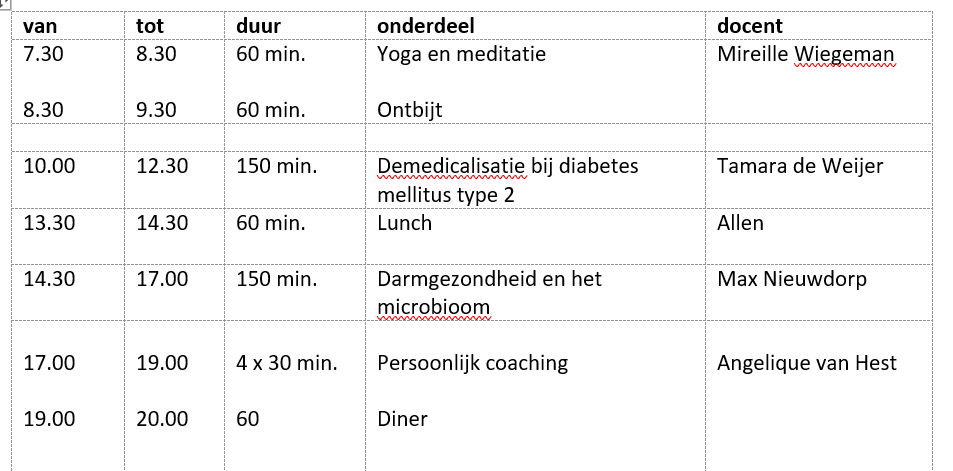 van tot duur onderdeel docent
7.30 8.30 60 min. Yoga en meditatie Mireille Wiegeman
8.30 9.30 60 min. Ontbijt
10.00 12.30 150 min. Demedicalisatie bij diabetes Tamara de Weijer
mellitus type 2
13.30 14.30 60 min. Lunch Allen
14.30 17.00 150 min. Darmgezondheid en het Max Nieuwdorp
microbioom
17.00 19.00 4 x 30 min. Persoonlijk coaching Angelique van Hest
19.00 20.00 60 Diner